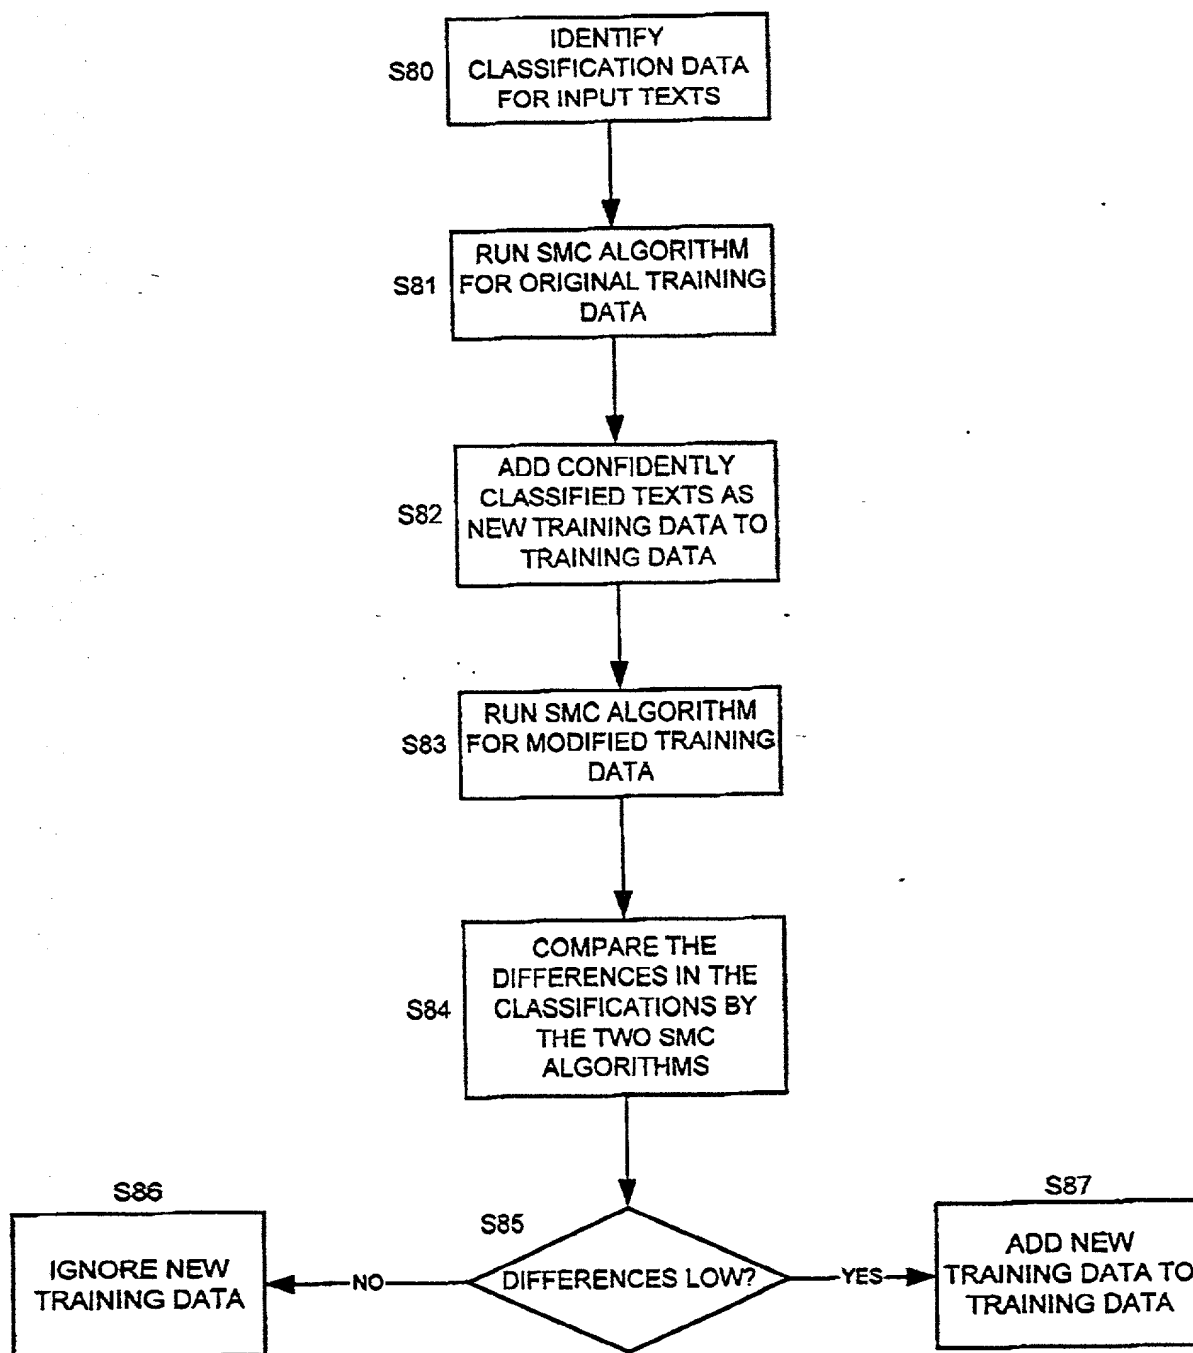 S80
IDENTIFY
CLASSIFICATION DATA
FOR INPUT TEXTS
S81
RUN SMC ALGORITHM
FOR ORIGINAL TRAINING
DATA
S82
ADD CONFIDENTLY
CLASSIFIED TEXTS AS
NEW TRAINING DATA TO
TRAINING DATA
S83
RUN SMC ALGORITHM
FOR MODIFIED TRAINING
DATA
S84
COMPARE THE
DIFFERENCES IN THE
CLASSIFICATIONS BY
THE TWO SMC
ALGORITHMS
S85
DIFFERENCES LOW?
NO
YES
S86
IGNORE NEW
TRAINING DATA
S87
ADD NEW
TRAINING DATA TO
TRAINING DATA